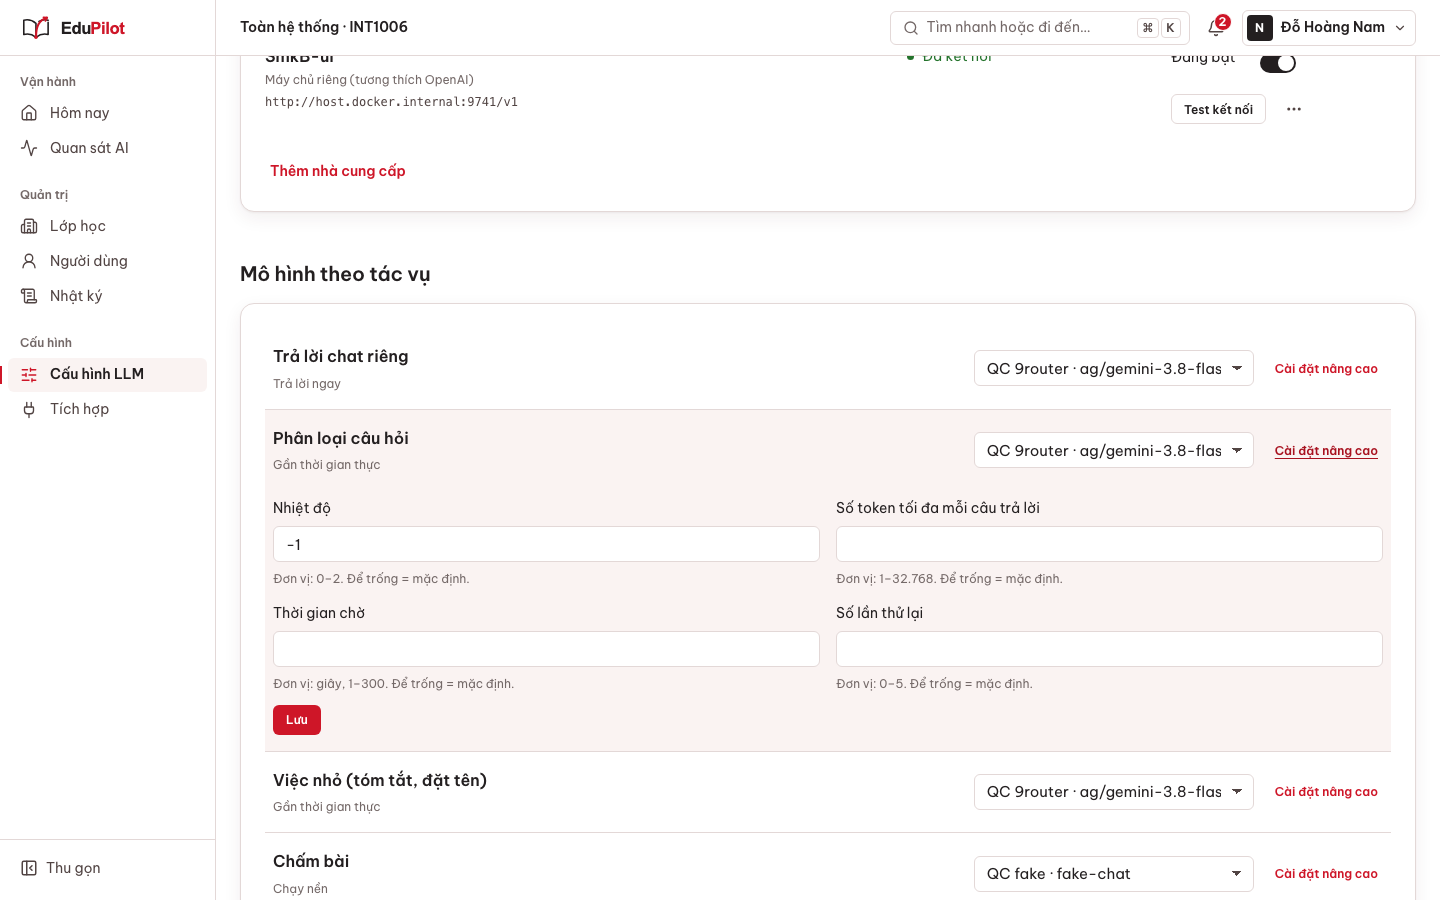 EduPilot
Toàn hệ thống · INT1006
Tìm nhanh hoặc đi đến...
⌘ K
2
N
Đỗ Hoàng Nam
Vận hành
Hôm nay
Quan sát AI
Quản trị
Lớp học
Người dùng
Nhật ký
Cấu hình
Cấu hình LLM
Tích hợp
Thu gọn
Máy chủ riêng (tương thích OpenAI)
http://host.docker.internal:9741/v1
Đã kết nối
Đang bật
Test kết nối
Thêm nhà cung cấp
Mô hình theo tác vụ
Trả lời chat riêng
Trả lời ngay
QC 9router · ag/gemini-3.8-flas
Cài đặt nâng cao
Phân loại câu hỏi
Gần thời gian thực
QC 9router · ag/gemini-3.8-flas
Cài đặt nâng cao
Nhiệt độ
-1
Đơn vị: 0–2. Để trống = mặc định.
Số token tối đa mỗi câu trả lời
Đơn vị: 1–32.768. Để trống = mặc định.
Thời gian chờ
Đơn vị: giây, 1–300. Để trống = mặc định.
Số lần thử lại
Đơn vị: 0–5. Để trống = mặc định.
Lưu
Việc nhỏ (tóm tắt, đặt tên)
Gần thời gian thực
QC 9router · ag/gemini-3.8-flas
Cài đặt nâng cao
Chấm bài
Chạy nền
QC fake · fake-chat
Cài đặt nâng cao